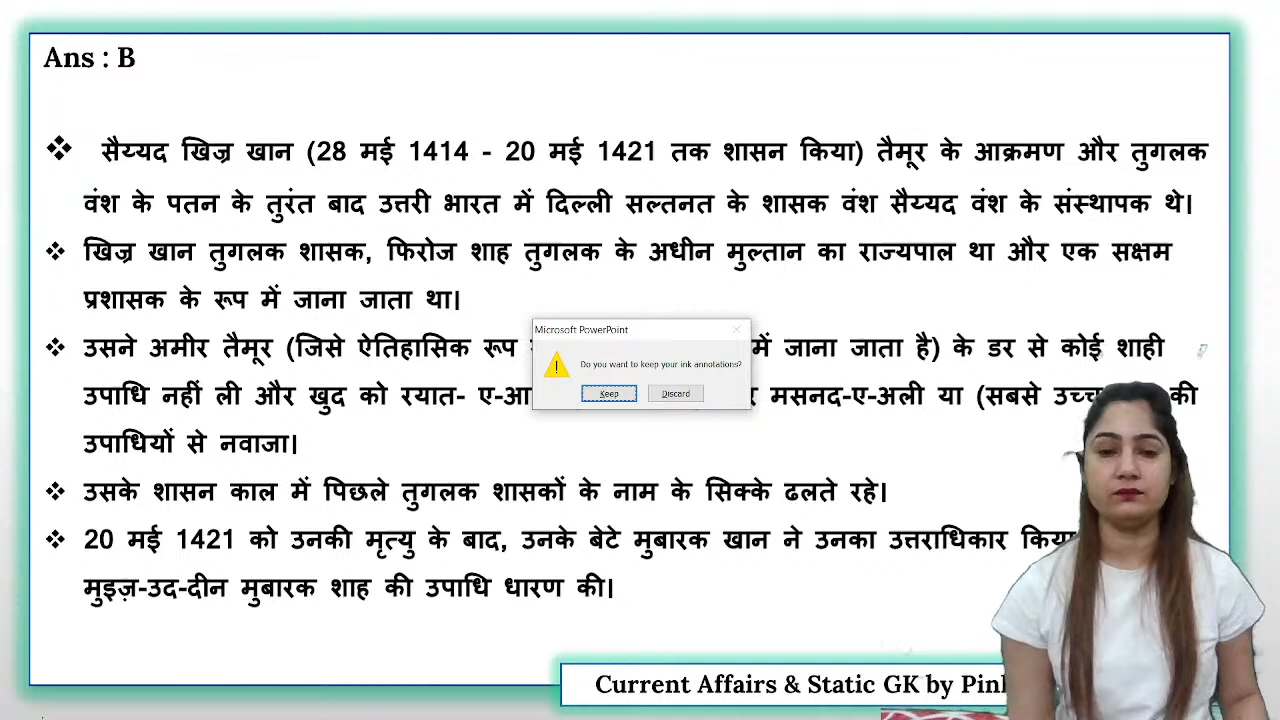 Ans : B
❖ सैय्यद खिज्र खान (28 मई 1414 - 20 मई 1421 तक शासन किया) तैमूर के आक्रमण और तुगलक
वंश के पतन के तुरंत बाद उत्तरी भारत में दिल्ली सल्तनत के शासक वंश सैय्यद वंश के संस्थापक थे।
❖ खिज्र खान तुगलक शासक, फिरोज शाह तुगलक के अधीन मुल्तान का राज्यपाल था और एक सक्षम
प्रशासक के रूप में जाना जाता था।
❖ उसने अमीर तैमूर (जिसे ऐतिहासिक रूप में जाना जाता है) के डर से कोई शाही
उपाधि नहीं ली और खुद को रयात- ए-आ मसनद-ए-अली या (सबसे उच्च की
उपाधियों से नवाजा।
❖ उसके शासन काल में पिछले तुगलक शासकों के नाम के सिक्के ढलते रहे।
❖ 20 मई 1421 को उनकी मृत्यु के बाद, उनके बेटे मुबारक खान ने उनका उत्तराधिकार किया
मुइज़-उद-दीन मुबारक शाह की उपाधि धारण की।
Microsoft PowerPoint
Do you want to keep your ink annotations?
Keep Discard
Current Affairs & Static GK by Pin